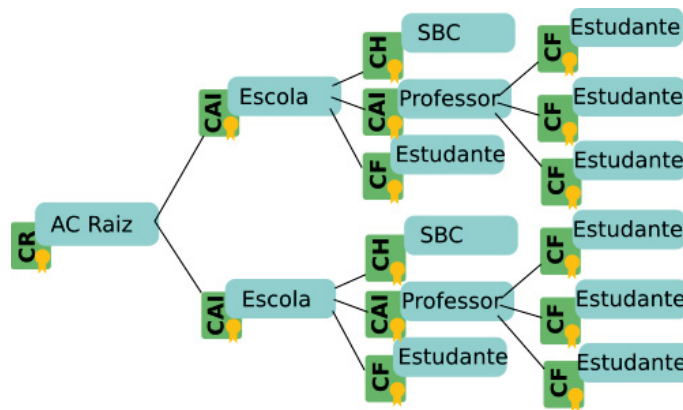 CR
AC Raiz
CAI
Escola
CH
SBC
CAI
Professor
CF
Estudante
CF
Estudante
CF
Estudante
CF
Estudante
CAI
Escola
CH
SBC
CAI
Professor
CF
Estudante
CF
Estudante
CF
Estudante
CF
Estudante